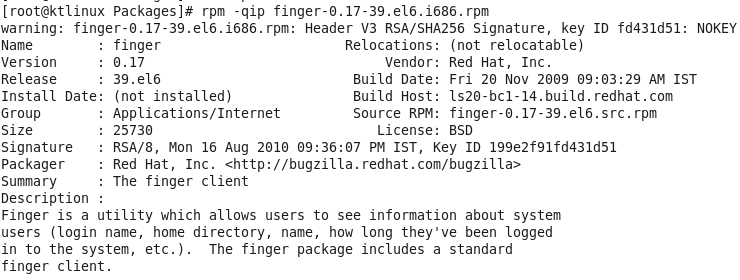 [root@ktlinux Packages]# rpm -qip finger-0.17-39.el6.i686.rpm
warning: finger-0.17-39.el6.i686.rpm: Header V3 RSA/SHA256 Signature, key ID fd431d51: NOKEY
Name        : finger                       Relocations: (not relocatable)
Version     : 0.17                              Vendor: Red Hat, Inc.
Release     : 39.el6                        Build Date: Fri 20 Nov 2009 09:03:29 AM IST
Install Date: (not installed)               Build Host: ls20-bc1-14.build.redhat.com
Group       : Applications/Internet         Source RPM: finger-0.17-39.el6.src.rpm
Size        : 25730                            License: BSD
Signature   : RSA/8, Mon 16 Aug 2010 09:36:07 PM IST, Key ID 199e2f91fd431d51
Packager    : Red Hat, Inc. <http://bugzilla.redhat.com/bugzilla>
Summary     : The finger client
Description :
Finger is a utility which allows users to see information about system
users (login name, home directory, name, how long they've been logged
in to the system, etc.).  The finger package includes a standard
finger client.